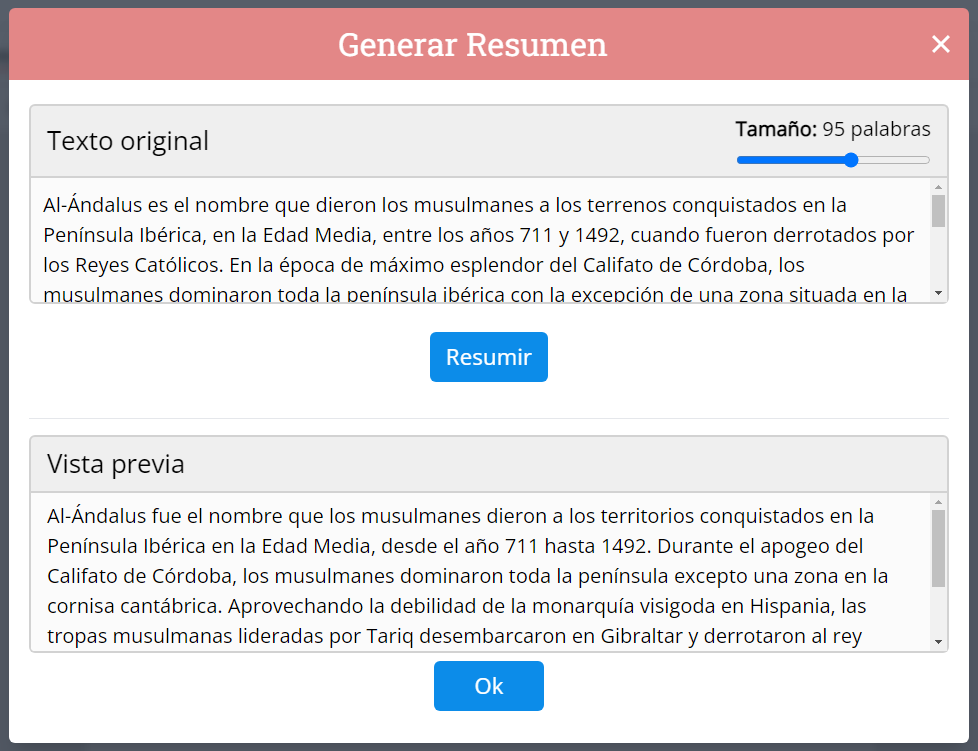 Generar Resumen
Texto original
Tamaño: 95 palabras
Al-Ándalus es el nombre que dieron los musulmanes a los terrenos conquistados en la
Península Ibérica, en la Edad Media, entre los años 711 y 1492, cuando fueron derrotados por
los Reyes Católicos. En la época de máximo esplendor del Califato de Córdoba, los
musulmanes dominaron toda la península ibérica con la excepción de una zona situada en la
Resumir
Vista previa
Al-Ándalus fue el nombre que los musulmanes dieron a los territorios conquistados en la
Península Ibérica en la Edad Media, desde el año 711 hasta 1492. Durante el apogeo del
Califato de Córdoba, los musulmanes dominaron toda la península excepto una zona en la
cornisa cantábrica. Aprovechando la debilidad de la monarquía visigoda en Hispania, las
tropas musulmanas lideradas por Tariq desembarcaron en Gibraltar y derrotaron al rey
Ok